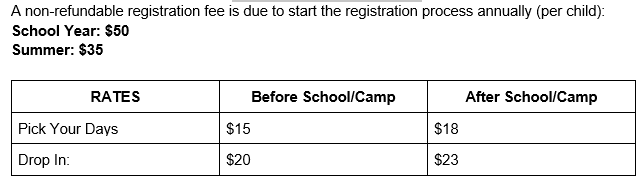 A non-refundable registration fee is due to start the registration process annually (per child):
School Year: $50
Summer: $35
RATES Before School/Camp After School/Camp
Pick Your Days $15 $18
Drop In: $20 $23